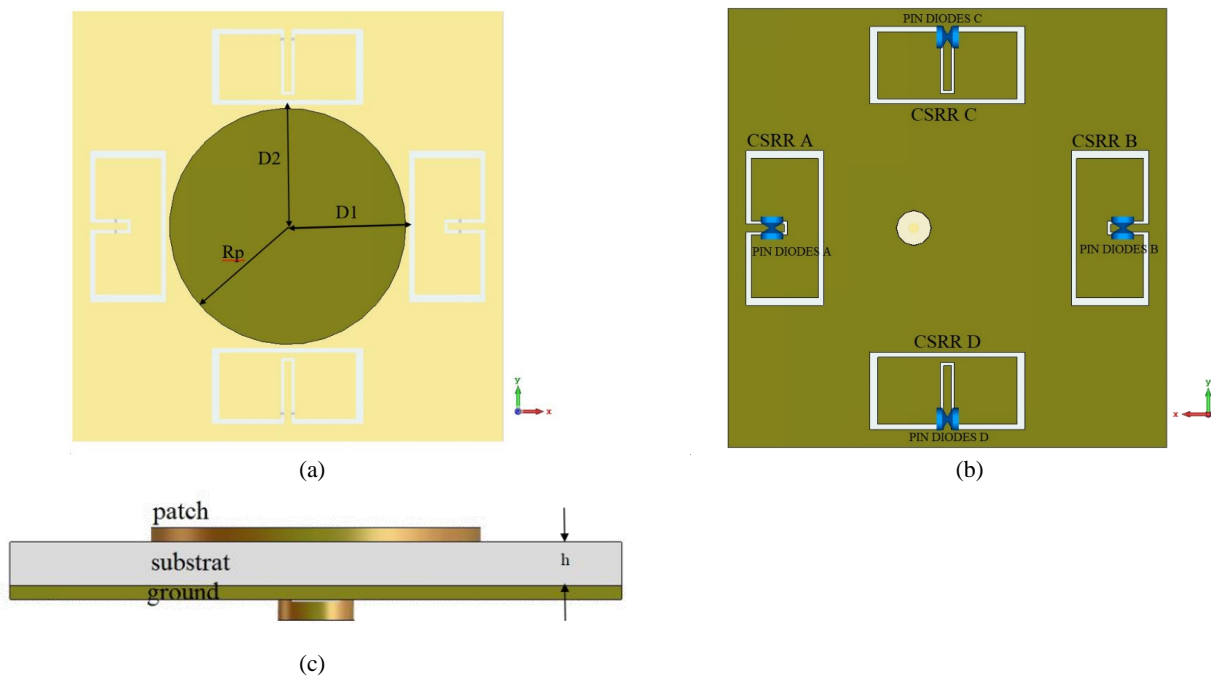 D2
D1
Rp
y
x
(a)
PIN DIODES C
CSRR C
CSRR A
CSRR B
PIN DIODES A
PIN DIODES B
CSRR D
PIN DIODES D
y
x
(b)
patch
substrat
h
ground
(c)